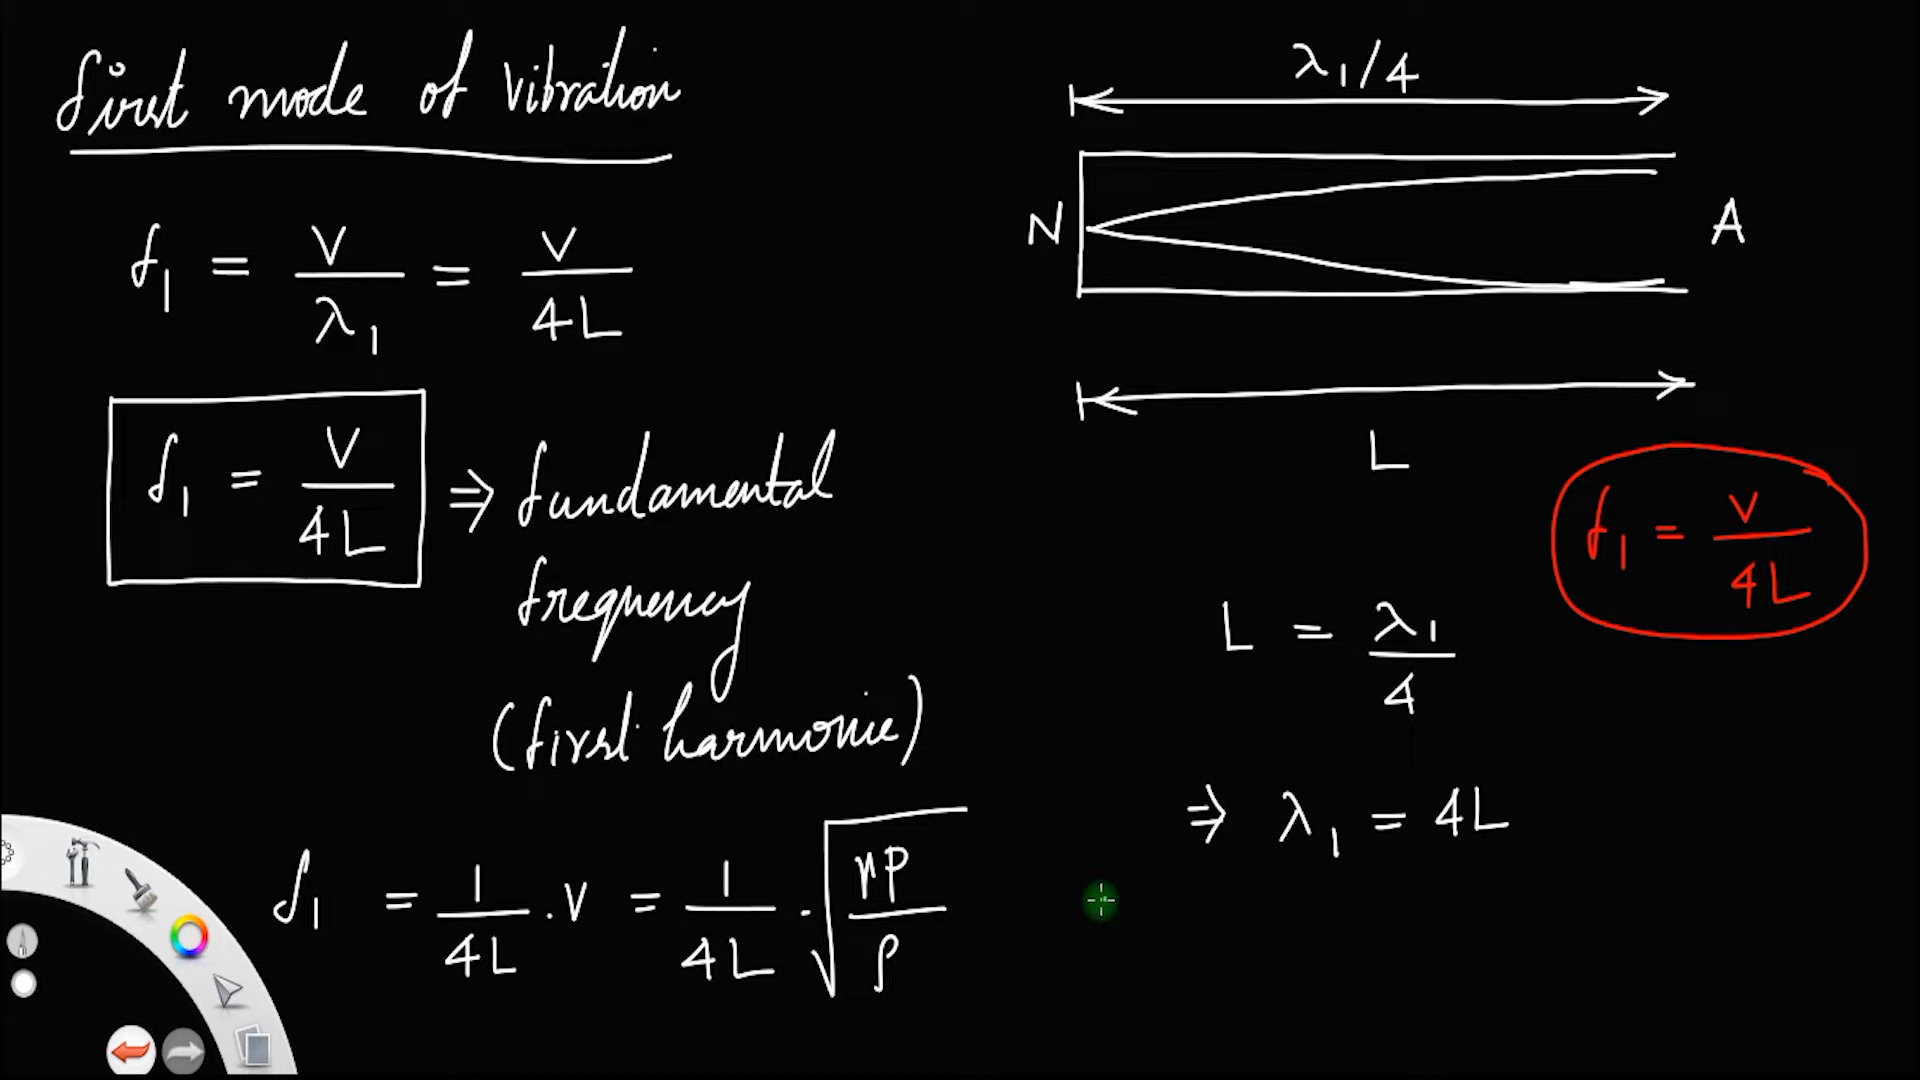 first mode of vibration
f₁ = V/λ₁ = V/4L
f₁ = V/4L ⇒ fundamental
frequency
(first harmonic)
f₁ = 1/4L . V = 1/4L . √(γP/ρ)
λ₁/4
N A
L
f₁ = V/4L
L = λ₁/4
⇒ λ₁ = 4L